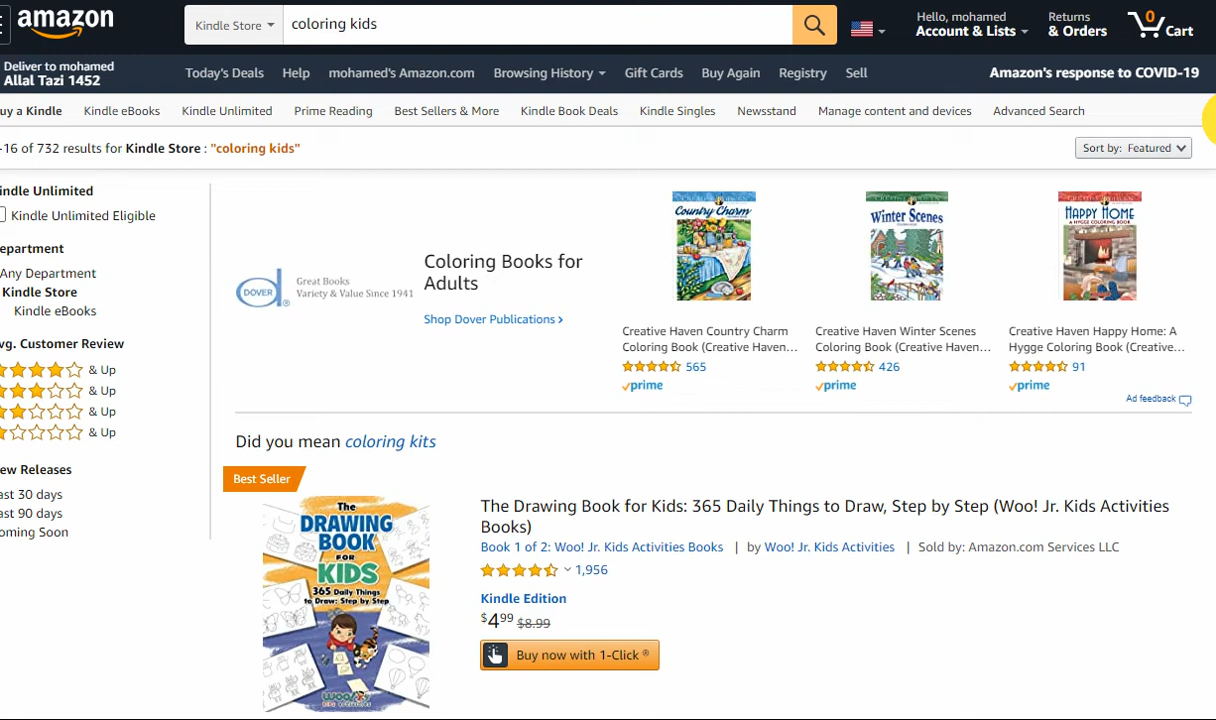 amazon
Kindle Store
coloring kids
Hello, mohamed
Account & Lists
Returns
& Orders
0
Cart
Deliver to mohamed
Allal Tazi 1452
Today's Deals
Help
mohamed's Amazon.com
Browsing History
Gift Cards
Buy Again
Registry
Sell
Amazon's response to COVID-19
uy a Kindle
Kindle eBooks
Kindle Unlimited
Prime Reading
Best Sellers & More
Kindle Book Deals
Kindle Singles
Newsstand
Manage content and devices
Advanced Search
-16 of 732 results for Kindle Store : "coloring kids"
Sort by: Featured
indle Unlimited
Kindle Unlimited Eligible
epartment
Any Department
Kindle Store
Kindle eBooks
vg. Customer Review
& Up
& Up
& Up
& Up
ew Releases
ast 30 days
ast 90 days
oming Soon
DOVER
Great Books
Variety & Value Since 1941
Coloring Books for
Adults
Shop Dover Publications ›
Country Charm
Creative Haven Country Charm
Coloring Book (Creative Haven...
565
prime
Winter Scenes
Creative Haven Winter Scenes
Coloring Book (Creative Haven...
426
prime
HAPPY HOME
A HYGGE COLORING BOOK
Creative Haven Happy Home: A
Hygge Coloring Book (Creative...
91
prime
Ad feedback
Did you mean coloring kits
Best Seller
The
DRAWING
BOOK
FOR
KIDS
365 Daily Things
to Draw, Step by Step
woo! jr.
KIDS ACTIVITIES
The Drawing Book for Kids: 365 Daily Things to Draw, Step by Step (Woo! Jr. Kids Activities
Books)
Book 1 of 2: Woo! Jr. Kids Activities Books | by Woo! Jr. Kids Activities | Sold by: Amazon.com Services LLC
1,956
Kindle Edition
$4.99 $8.99
Buy now with 1-Click ®